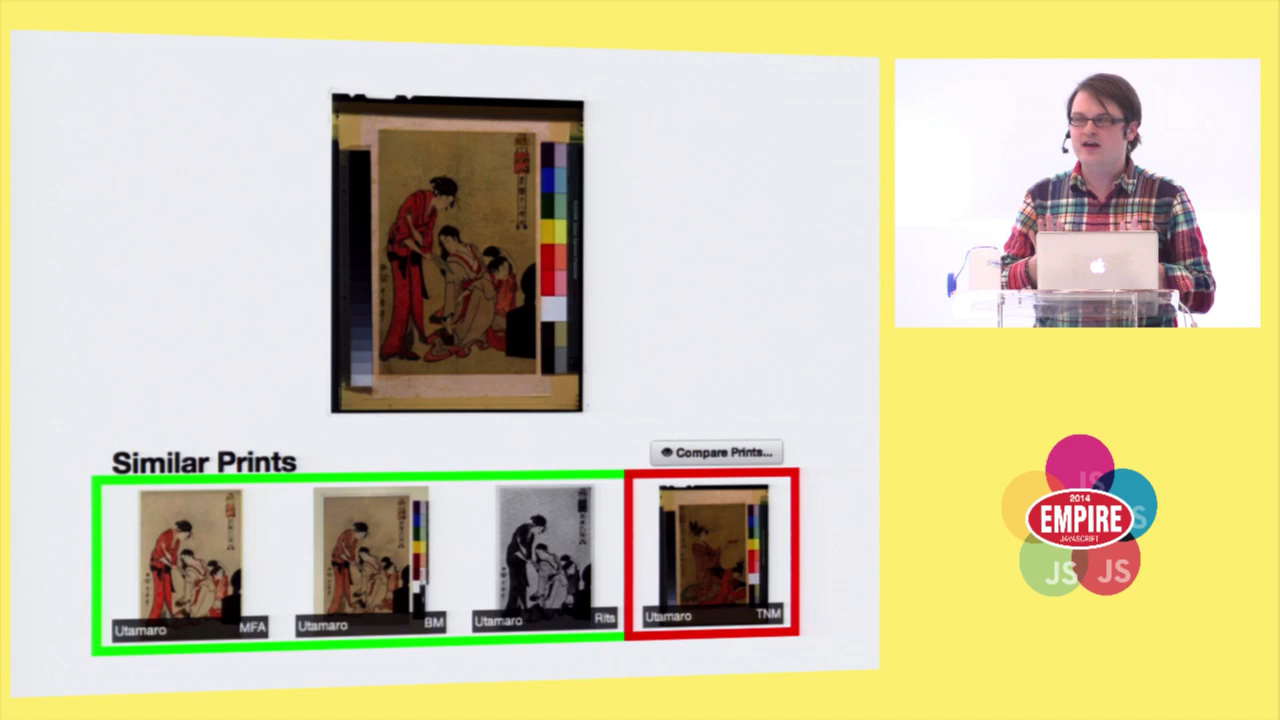 Similar Prints
Compare Prints...
Utamaro MFA
Utamaro BM
Utamaro Rits
Utamaro TNM
JS
JS
2014
EMPIRE
JAVASCRIPT
JS JS